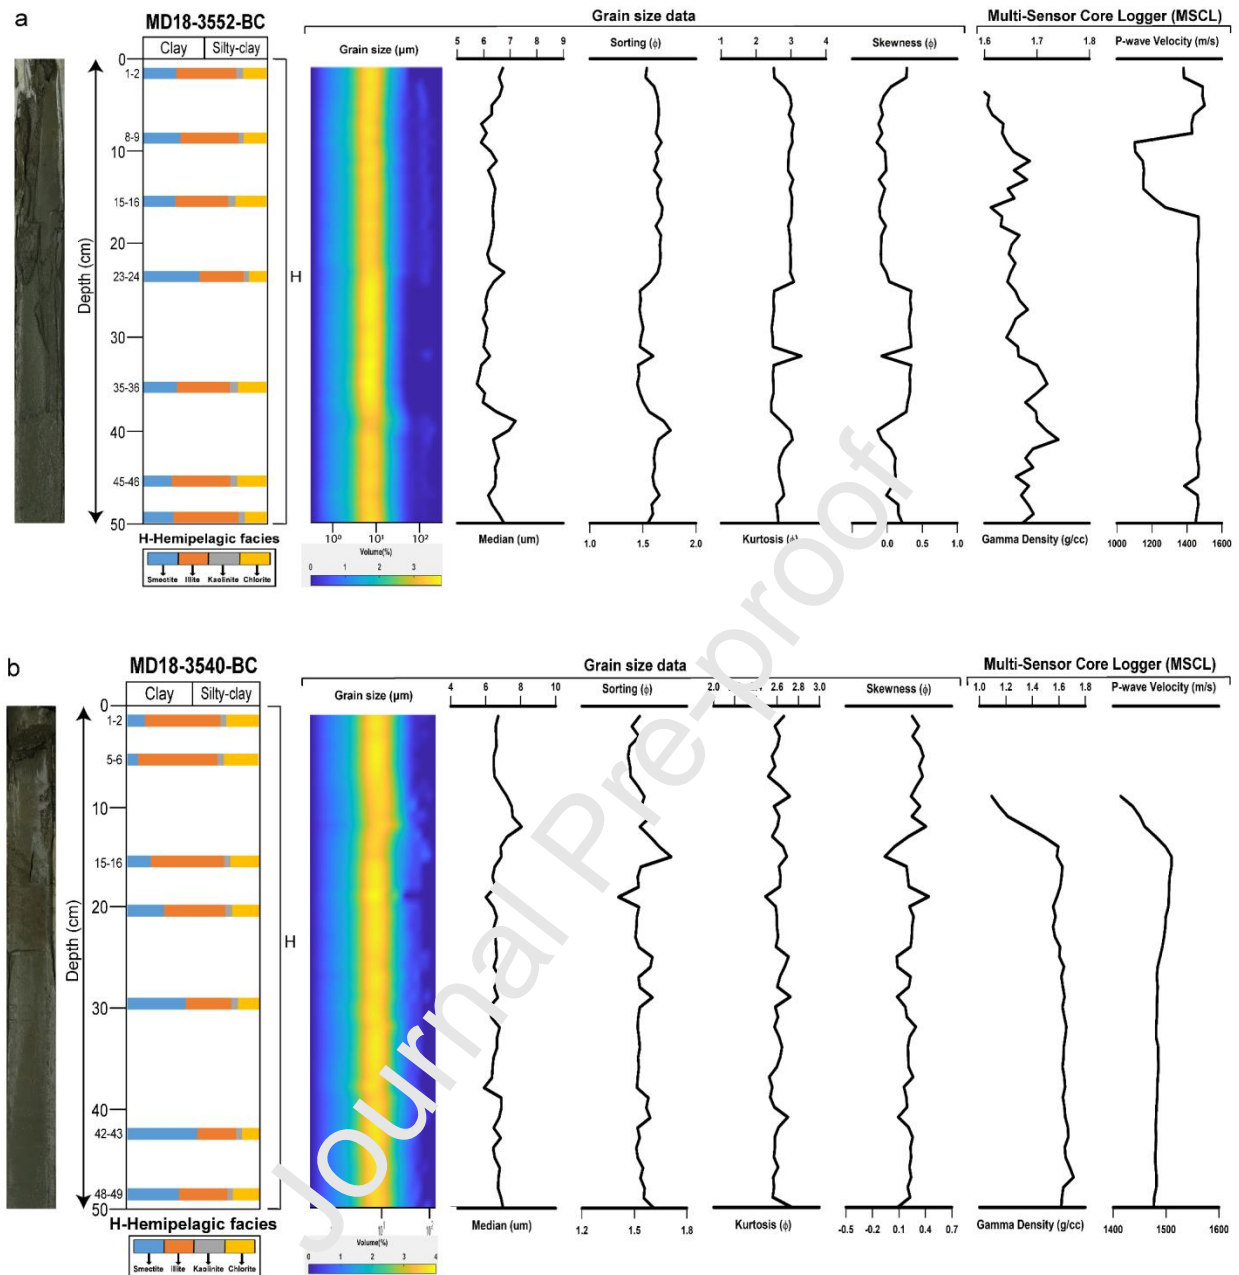 a
MD18-3552-BC
Grain size data
Multi-Sensor Core Logger (MSCL)
Clay
Silty-clay
Grain size (µm)
5 6 7 8 9
Sorting (ϕ)
1 2 3 4
Skewness (ϕ)
1.6 1.7 1.8
P-wave Velocity (m/s)
Depth (cm)
0
1-2
8-9
10
15-16
20
23-24
30
35-36
40
45-46
50
H
H-Hemipelagic facies
Smectite Illite Kaolinite Chlorite
10⁰ 10¹ 10²
Volume(%)
0 1 2 3
Median (um)
1.0 1.5 2.0
Kurtosis (ϕ)
0.0 0.5 1.0
Gamma Density (g/cc)
1000 1200 1400 1600
b
MD18-3540-BC
Grain size data
Multi-Sensor Core Logger (MSCL)
Clay
Silty-clay
Grain size (µm)
4 6 8 10
Sorting (ϕ)
2.0 2.6 2.8 3.0
Skewness (ϕ)
1.0 1.2 1.4 1.6 1.8
P-wave Velocity (m/s)
Depth (cm)
0
1-2
5-6
10
15-16
20
30
40
42-43
48-49
50
H
H-Hemipelagic facies
Smectite Illite Kaolinite Chlorite
10¹ 10²
Volume(%)
0 1 2 3 4
Median (um)
1.2 1.5 1.8
Kurtosis (ϕ)
-0.5 -0.2 0.1 0.4 0.7
Gamma Density (g/cc)
1400 1500 1600
Journal Pre-proof